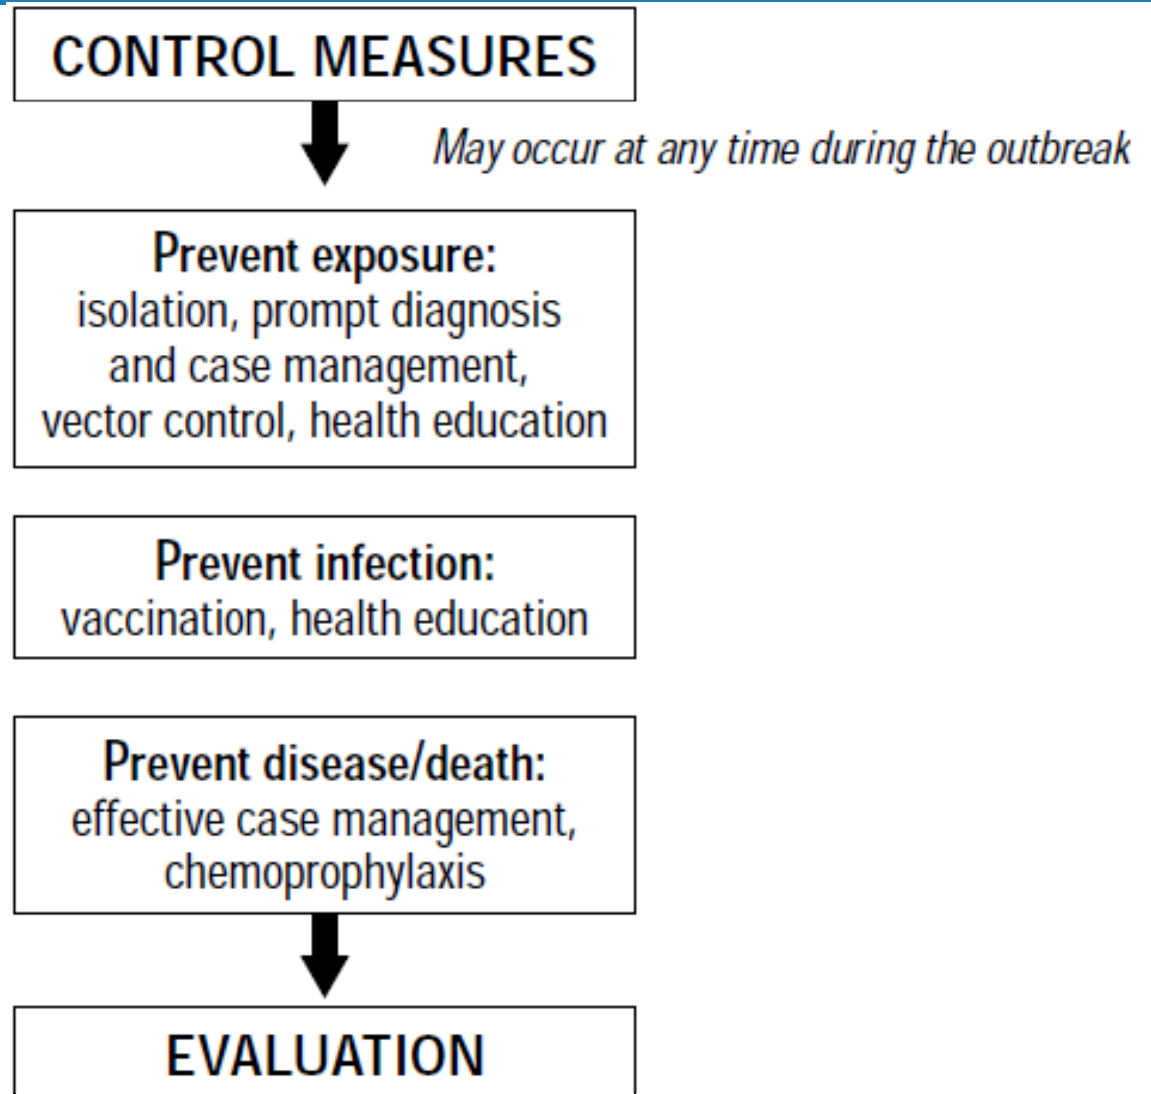 CONTROL MEASURES
May occur at any time during the outbreak
Prevent exposure:
isolation, prompt diagnosis
and case management,
vector control, health education
Prevent infection:
vaccination, health education
Prevent disease/death:
effective case management,
chemoprophylaxis
EVALUATION